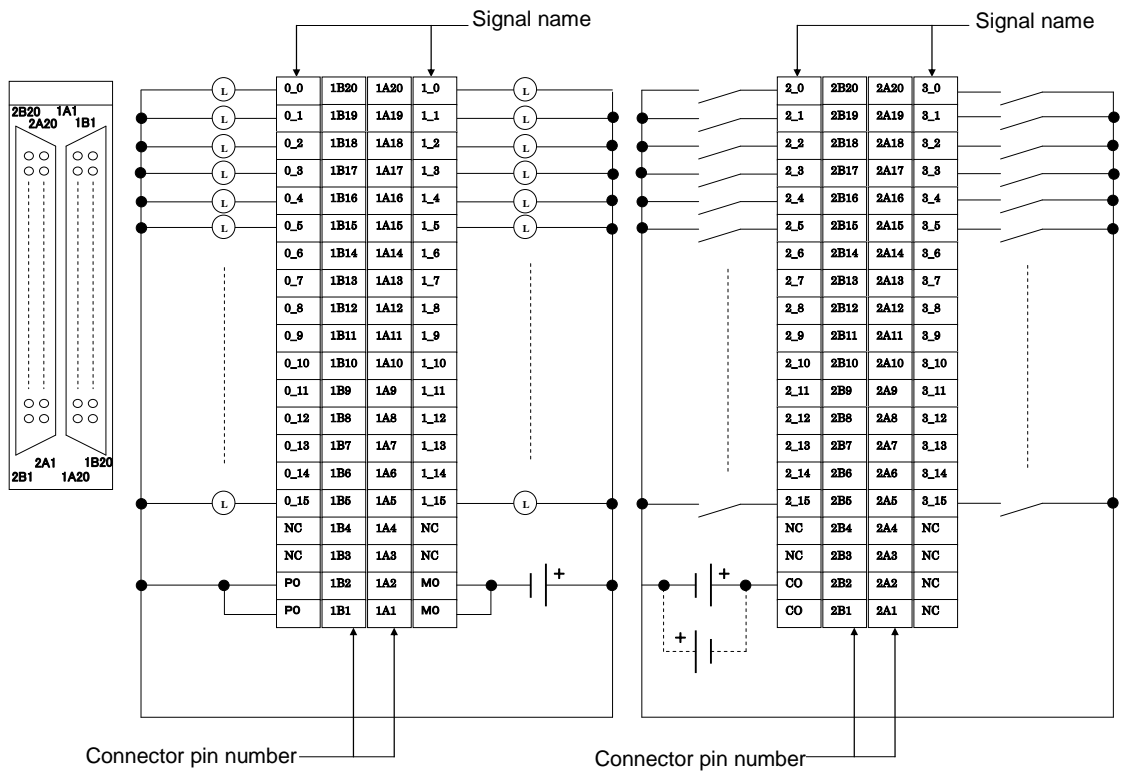 Signal name
Signal name
2B20 1A1
2A20 1B1
2A1 1B20
2B1 1A20
L 0_0 1B20 1A20 1_0 L
L 0_1 1B19 1A19 1_1 L
L 0_2 1B18 1A18 1_2 L
L 0_3 1B17 1A17 1_3 L
L 0_4 1B16 1A16 1_4 L
L 0_5 1B15 1A15 1_5 L
0_6 1B14 1A14 1_6
0_7 1B13 1A13 1_7
0_8 1B12 1A12 1_8
0_9 1B11 1A11 1_9
0_10 1B10 1A10 1_10
0_11 1B9 1A9 1_11
0_12 1B8 1A8 1_12
0_13 1B7 1A7 1_13
0_14 1B6 1A6 1_14
L 0_15 1B5 1A5 1_15 L
NC 1B4 1A4 NC
NC 1B3 1A3 NC
P0 1B2 1A2 M0 +
P0 1B1 1A1 M0
2_0 2B20 2A20 3_0
2_1 2B19 2A19 3_1
2_2 2B18 2A18 3_2
2_3 2B17 2A17 3_3
2_4 2B16 2A16 3_4
2_5 2B15 2A15 3_5
2_6 2B14 2A14 3_6
2_7 2B13 2A13 3_7
2_8 2B12 2A12 3_8
2_9 2B11 2A11 3_9
2_10 2B10 2A10 3_10
2_11 2B9 2A9 3_11
2_12 2B8 2A8 3_12
2_13 2B7 2A7 3_13
2_14 2B6 2A6 3_14
2_15 2B5 2A5 3_15
NC 2B4 2A4 NC
NC 2B3 2A3 NC
+ C0 2B2 2A2 NC
C0 2B1 2A1 NC
+
Connector pin number
Connector pin number